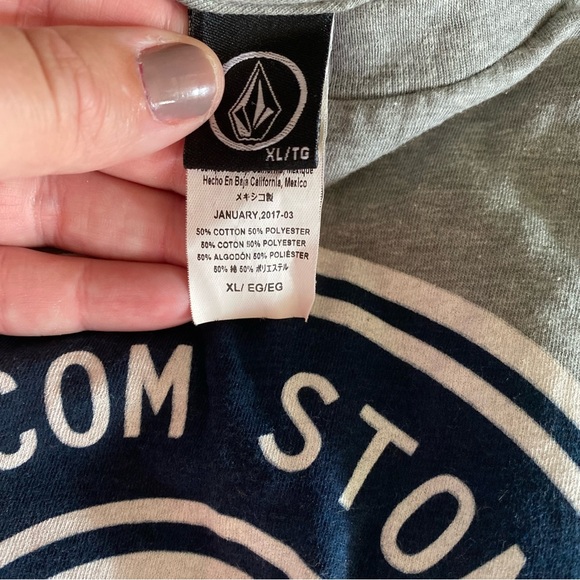 XL/TG
Hecho En Baja California, Mexico
メキシコ製
JANUARY,2017-03
50% COTTON 50% POLYESTER
50% COTON 50% POLYESTER
50% ALGODÓN 50% POLIÉSTER
50% 綿 50% ポリエステル
XL/ EG/EG
COM STON